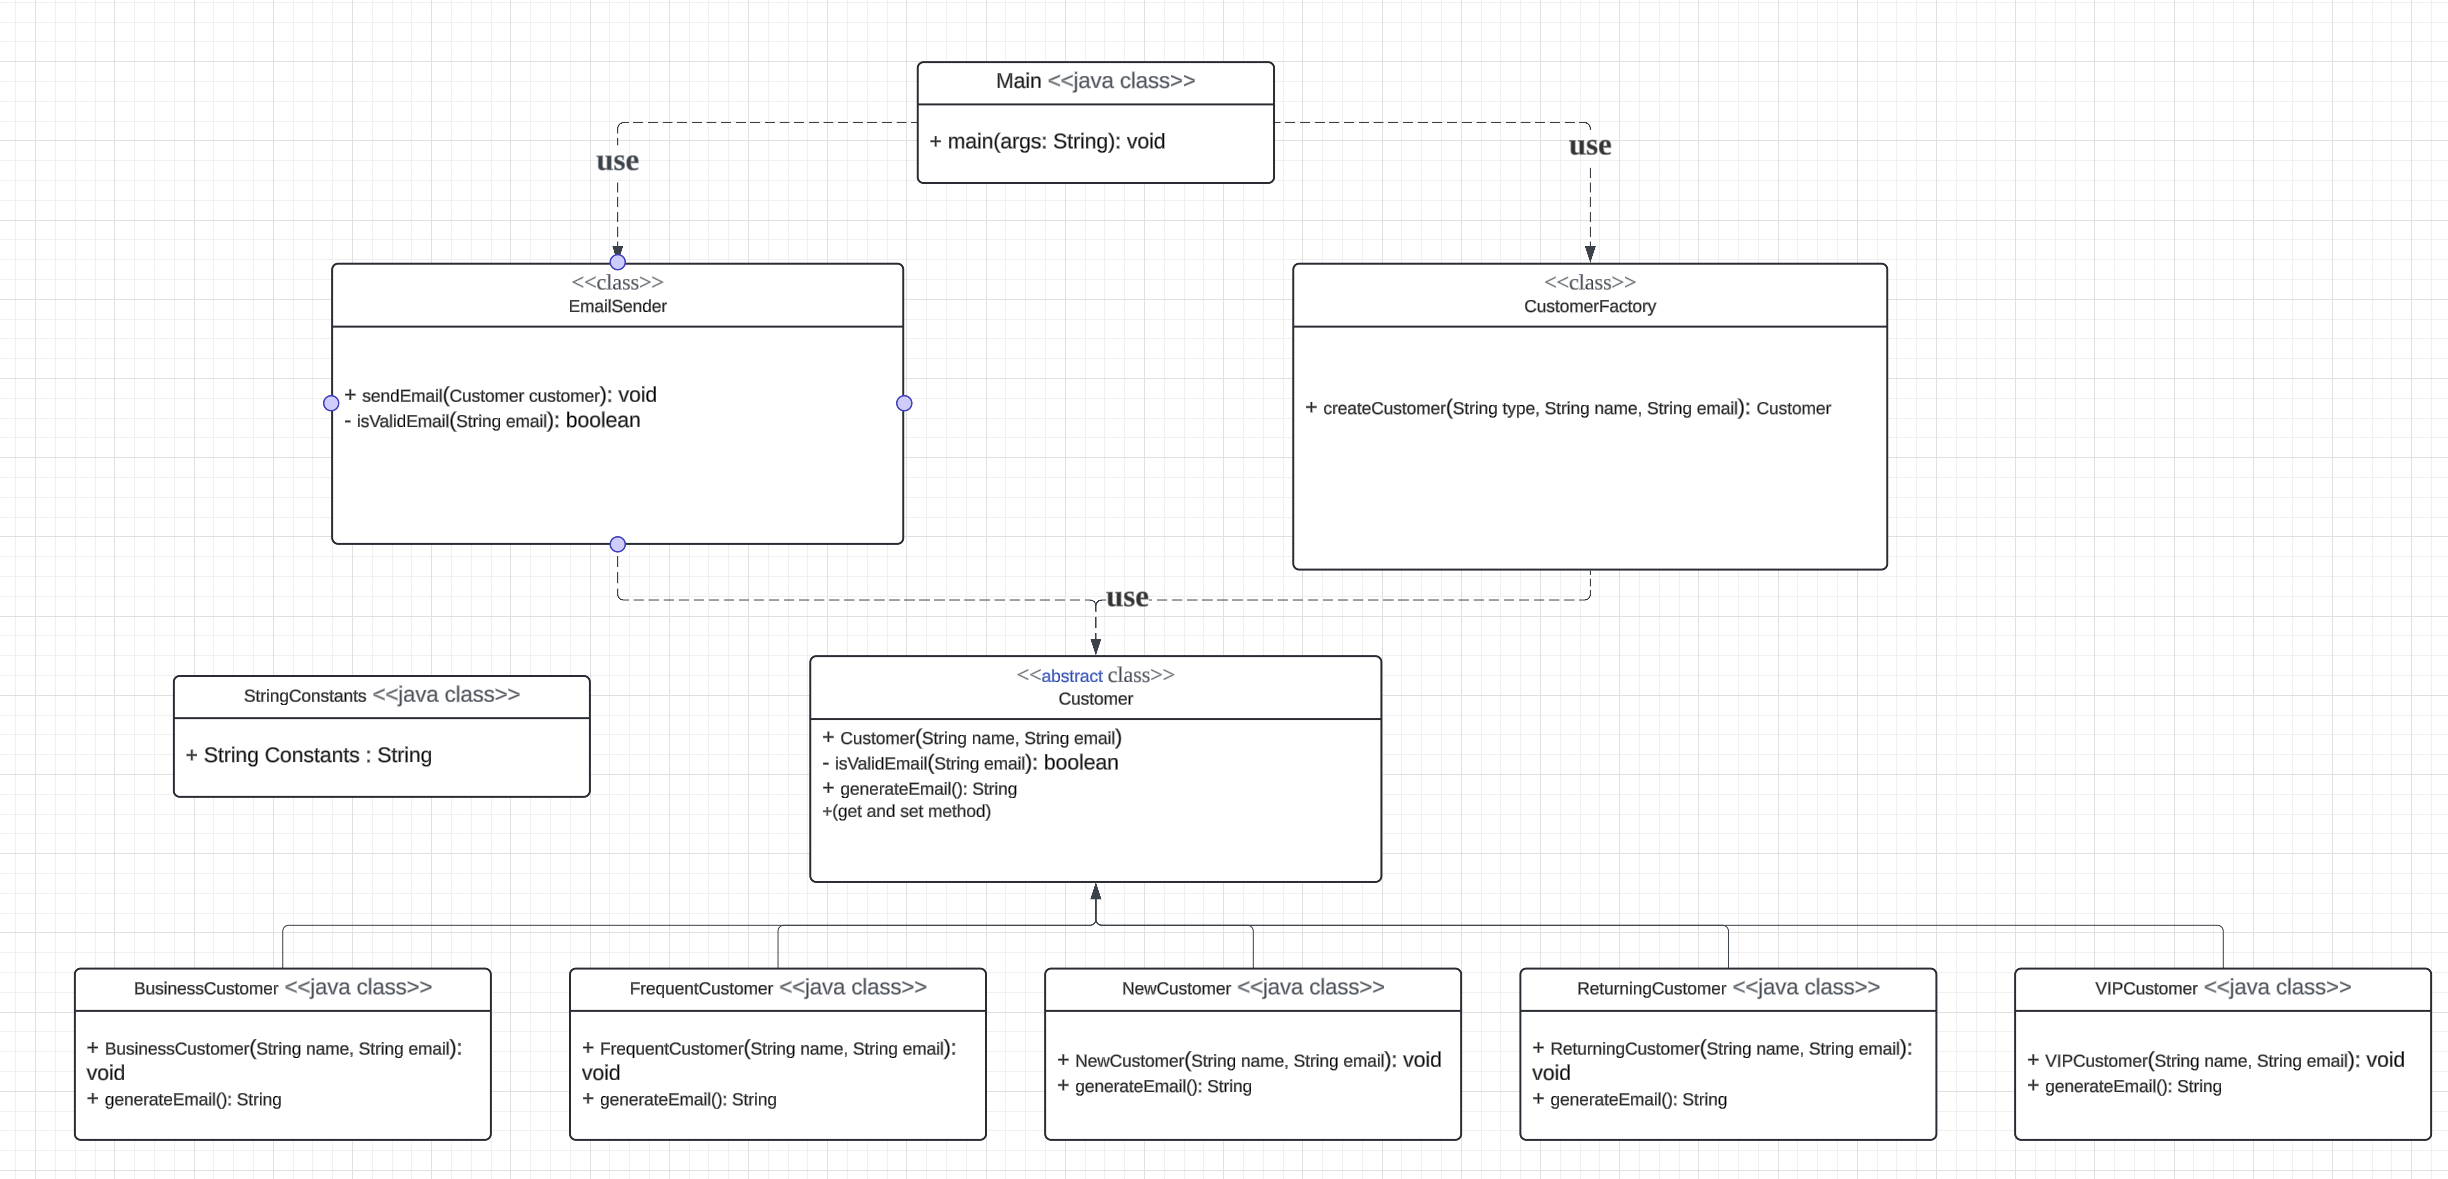 Main <<java class>>
+ main(args: String): void
use
use
<<class>>
EmailSender
+ sendEmail(Customer customer): void
- isValidEmail(String email): boolean
<<class>>
CustomerFactory
+ createCustomer(String type, String name, String email): Customer
use
StringConstants <<java class>>
+ String Constants : String
<<abstract class>>
Customer
+ Customer(String name, String email)
- isValidEmail(String email): boolean
+ generateEmail(): String
+(get and set method)
BusinessCustomer <<java class>>
+ BusinessCustomer(String name, String email):
void
+ generateEmail(): String
FrequentCustomer <<java class>>
+ FrequentCustomer(String name, String email):
void
+ generateEmail(): String
NewCustomer <<java class>>
+ NewCustomer(String name, String email): void
+ generateEmail(): String
ReturningCustomer <<java class>>
+ ReturningCustomer(String name, String email):
void
+ generateEmail(): String
VIPCustomer <<java class>>
+ VIPCustomer(String name, String email): void
+ generateEmail(): String